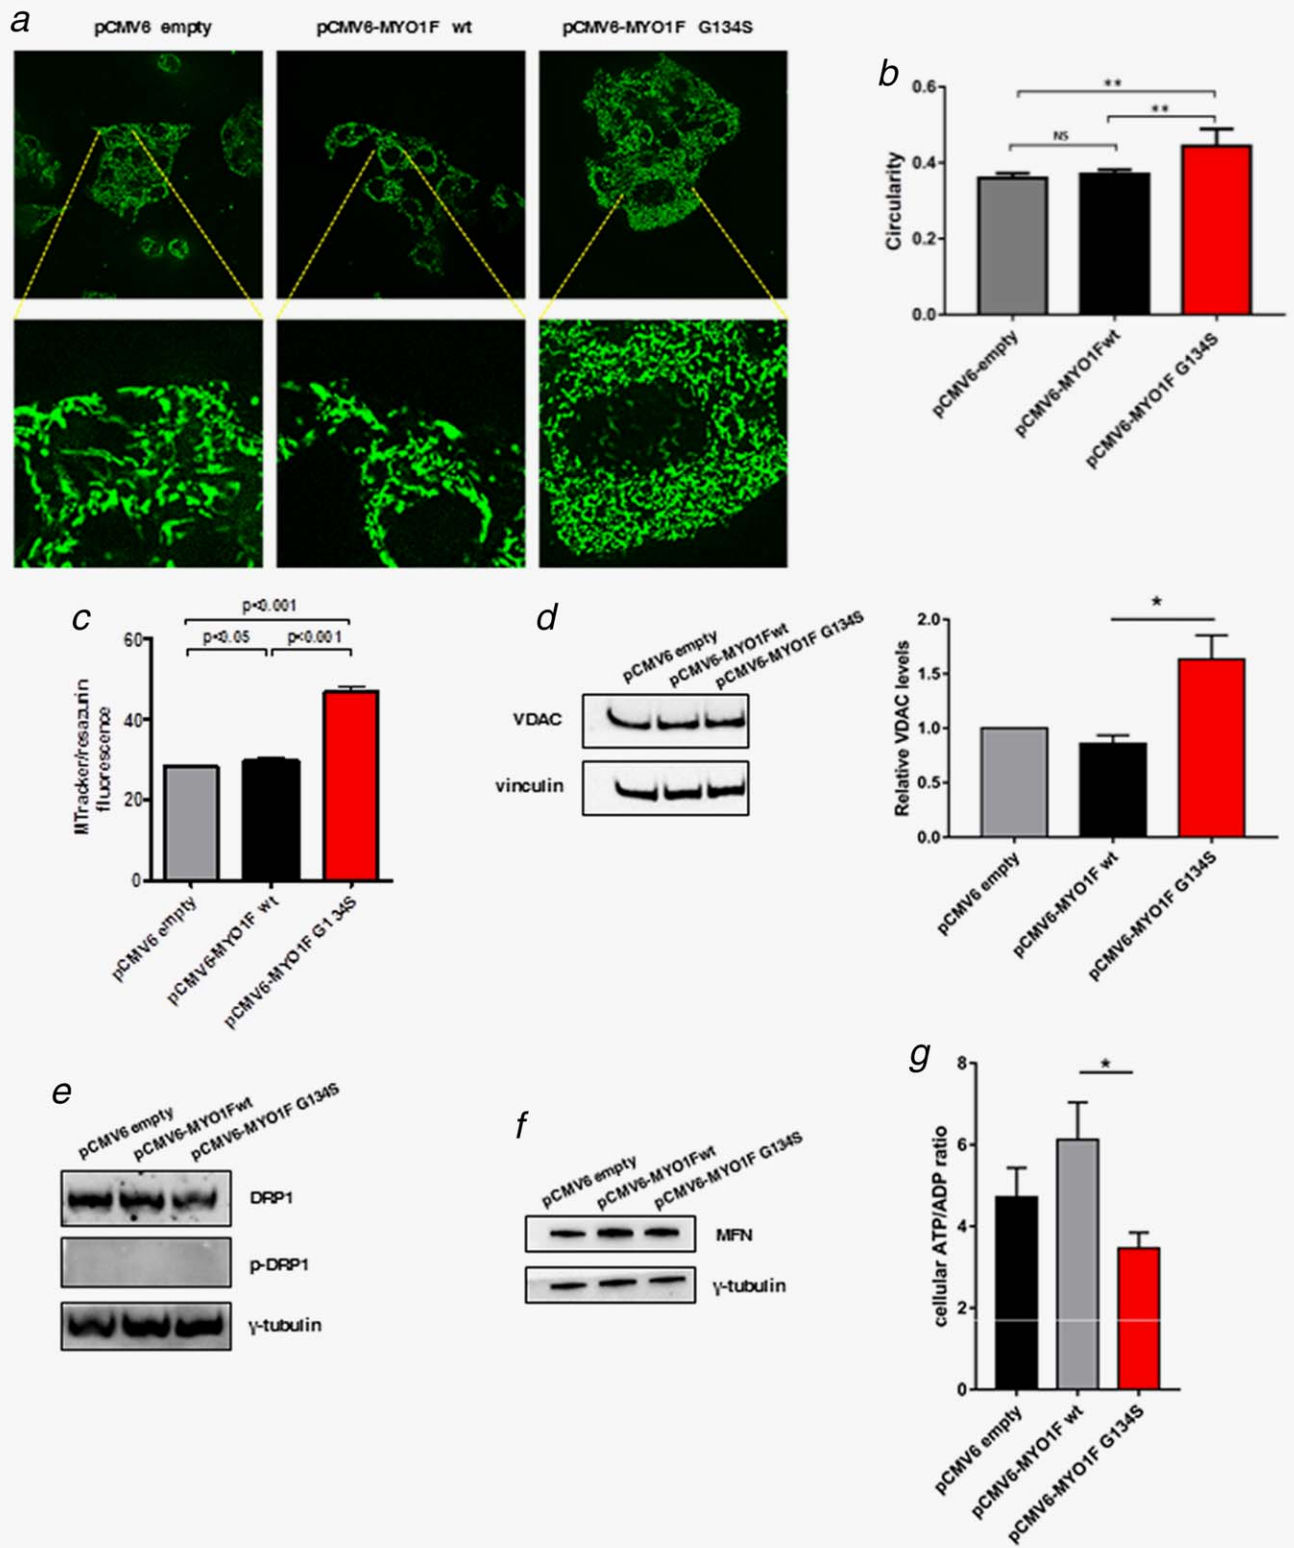 a
pCMV6 empty
pCMV6-MYO1F wt
pCMV6-MYO1F G134S
b
0.6
0.4
0.2
0.0
Circularity
**
**
NS
pCMV6-empty
pCMV6-MYO1Fwt
pCMV6-MYO1F G134S
c
p<0.001
p<0.05
p<0.001
60
40
20
0
MTracker/resazurin
fluorescence
pCMV6 empty
pCMV6-MYO1F wt
pCMV6-MYO1F G134S
d
pCMV6 empty
pCMV6-MYO1Fwt
pCMV6-MYO1F G134S
VDAC
vinculin
*
2.0
1.5
1.0
0.5
0.0
Relative VDAC levels
pCMV6 empty
pCMV6-MYO1F wt
pCMV6-MYO1F G134S
e
pCMV6 empty
pCMV6-MYO1Fwt
pCMV6-MYO1F G134S
DRP1
p-DRP1
γ-tubulin
f
pCMV6 empty
pCMV6-MYO1Fwt
pCMV6-MYO1F G134S
MFN
γ-tubulin
g
*
8
6
4
2
0
cellular ATP/ADP ratio
pCMV6 empty
pCMV6-MYO1F wt
pCMV6-MYO1F G134S